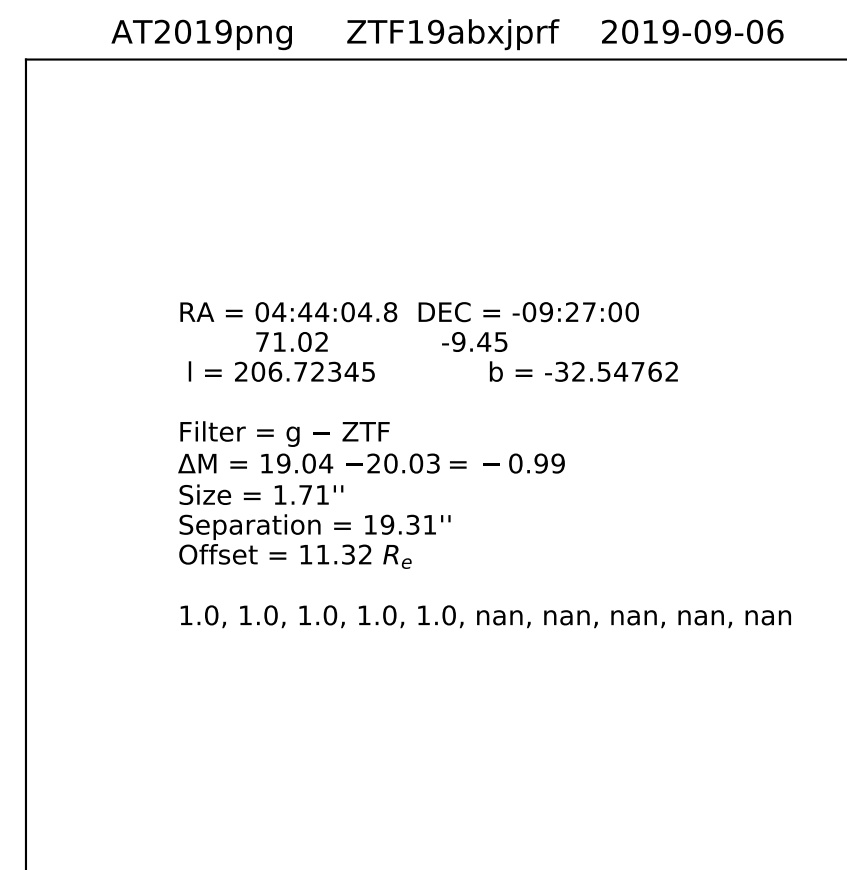 AT2019png ZTF19abxjprf 2019-09-06
RA = 04:44:04.8 DEC = -09:27:00
71.02 -9.45
l = 206.72345 b = -32.54762
Filter = g − ZTF
ΔM = 19.04 −20.03 = − 0.99
Size = 1.71''
Separation = 19.31''
Offset = 11.32 Re
1.0, 1.0, 1.0, 1.0, 1.0, nan, nan, nan, nan, nan